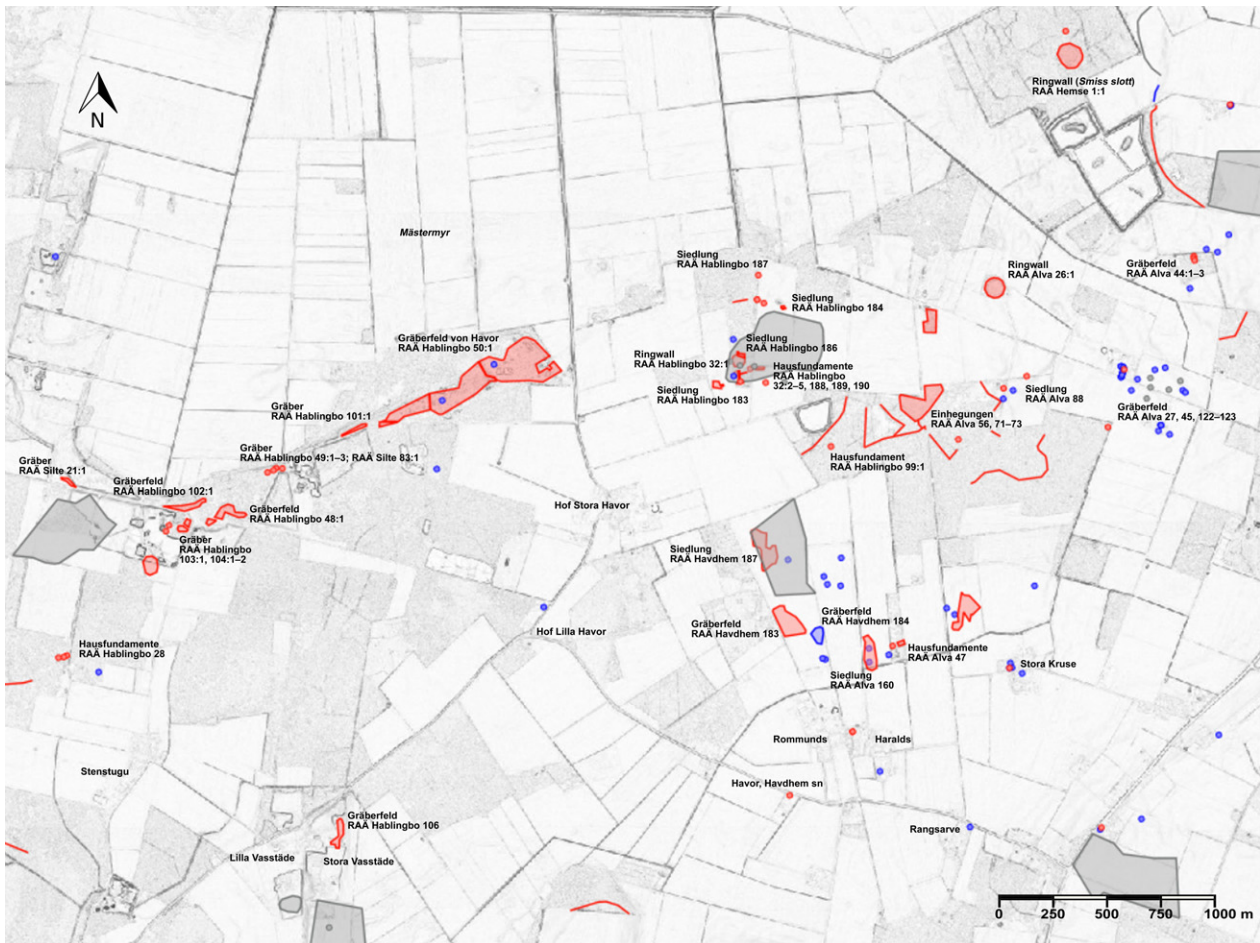 Ringwall (Smiss slott)
RAÄ Hemse 1:1
N
Mästermyr
Siedlung
RAÄ Hablingbo 187
Ringwall
RAÄ Alva 26:1
Gräberfeld
RAÄ Alva 44:1–3
Siedlung
RAÄ Hablingbo 184
Gräberfeld von Havor
RAÄ Hablingbo 50:1
Siedlung
RAÄ Hablingbo 186
Ringwall
RAÄ Hablingbo 32:1
Hausfundamente
RAÄ Hablingbo
32:2–5, 188, 189, 190
Siedlung
RAÄ Hablingbo 183
Siedlung
RAÄ Alva 88
Gräberfeld
RAÄ Alva 27, 45, 122–123
Gräber
RAÄ Hablingbo 101:1
Einhegungen
RAÄ Alva 56, 71–73
Gräber
RAÄ Hablingbo 49:1–3; RAÄ Silte 83:1
Hausfundament
RAÄ Hablingbo 99:1
Gräber
RAÄ Silte 21:1
Gräberfeld
RAÄ Hablingbo 102:1
Gräberfeld
RAÄ Hablingbo 48:1
Hof Stora Havor
Gräber
RAÄ Hablingbo
103:1, 104:1–2
Siedlung
RAÄ Havdhem 187
Gräberfeld
RAÄ Havdhem 183
Gräberfeld
RAÄ Havdhem 184
Hof Lilla Havor
Hausfundamente
RAÄ Hablingbo 28
Hausfundamente
RAÄ Alva 47
Siedlung
RAÄ Alva 160
Stora Kruse
Rommunds
Haralds
Stenstugu
Havor, Havdhem sn
Gräberfeld
RAÄ Hablingbo 106
Rangsarve
Lilla Vasstäde
Stora Vasstäde
0 250 500 750 1000 m